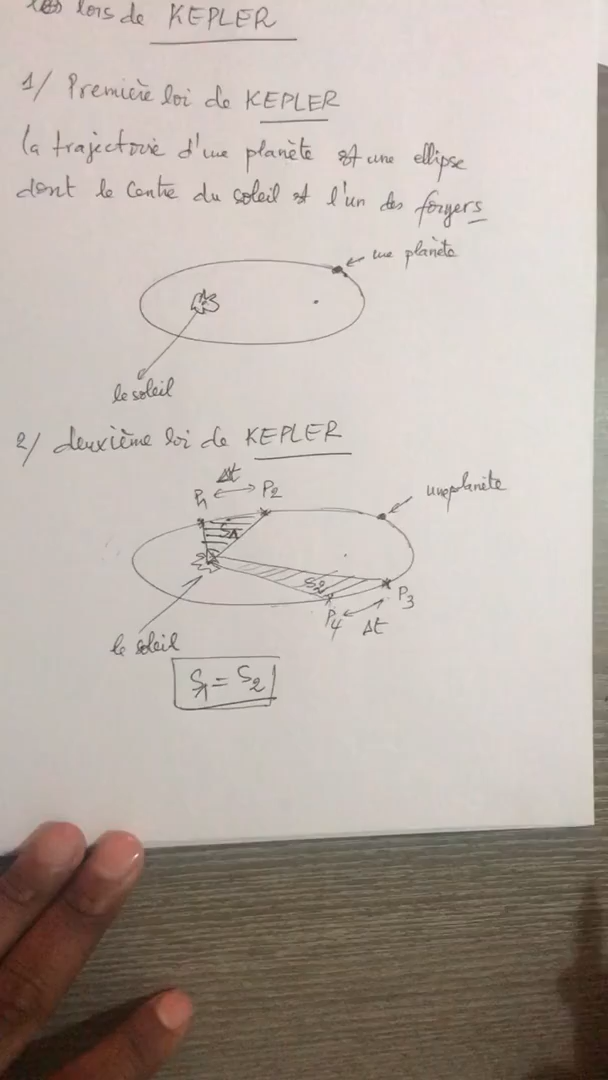 les lois de KEPLER
1/ Première loi de KEPLER
la trajectoire d'une planète est une ellipse
dont le centre du soleil est l'un des foyers
une planète
le soleil
2/ deuxième loi de KEPLER
Δt
P1 P2
une planète
S1
S2
P3
P4
Δt
le soleil
S1 = S2